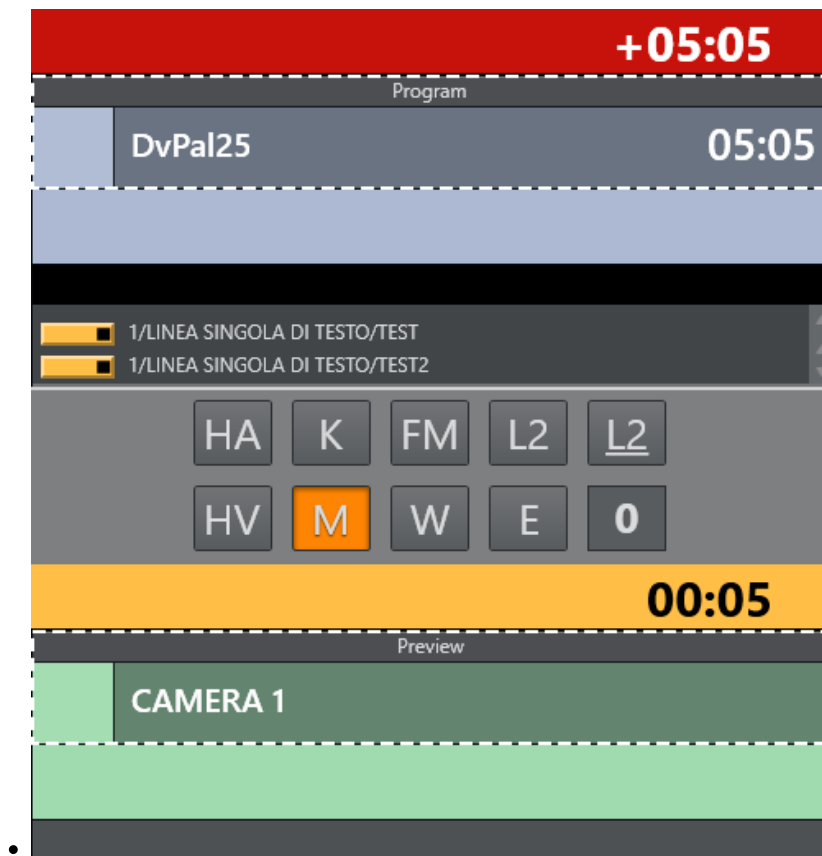 +05:05
Program
DvPal25 05:05
1/LINEA SINGOLA DI TESTO/TEST
1/LINEA SINGOLA DI TESTO/TEST2
HA K FM L2 L2
HV M W E 0
00:05
Preview
CAMERA 1